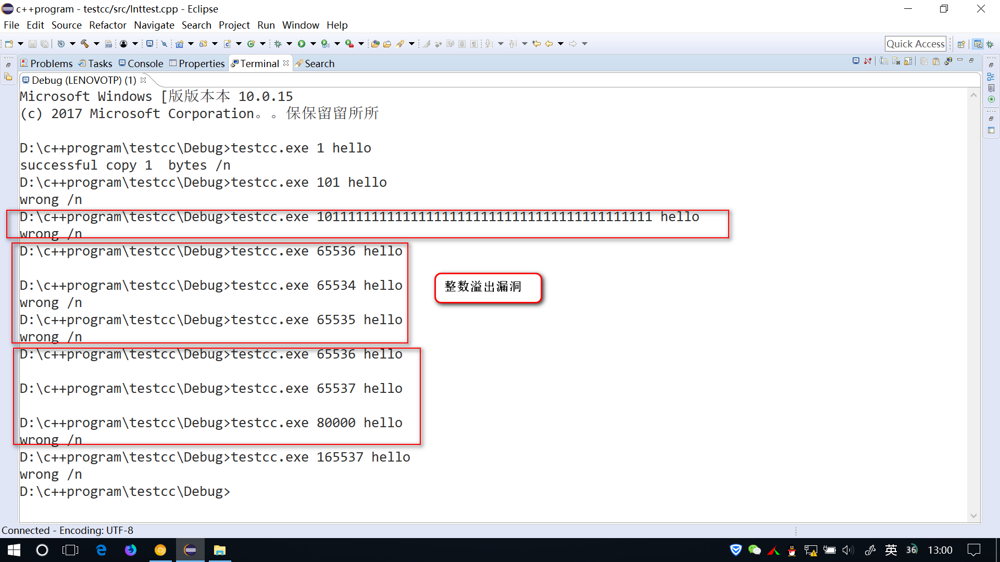 c++program - testcc/src/Inttest.cpp - Eclipse
File Edit Source Refactor Navigate Search Project Run Window Help
Quick Access
Problems Tasks Console Properties Terminal Search
Debug (LENOVOTP) (1)
Microsoft Windows [版版本本 10.0.15
(c) 2017 Microsoft Corporation。。保保留留所所
D:\c++program\testcc\Debug>testcc.exe 1 hello
successful copy 1  bytes /n
D:\c++program\testcc\Debug>testcc.exe 101 hello
wrong /n
D:\c++program\testcc\Debug>testcc.exe 1011111111111111111111111111111111111111111 hello
wrong /n
D:\c++program\testcc\Debug>testcc.exe 65536 hello
D:\c++program\testcc\Debug>testcc.exe 65534 hello
整数溢出漏洞
wrong /n
D:\c++program\testcc\Debug>testcc.exe 65535 hello
wrong /n
D:\c++program\testcc\Debug>testcc.exe 65536 hello
D:\c++program\testcc\Debug>testcc.exe 65537 hello
D:\c++program\testcc\Debug>testcc.exe 80000 hello
wrong /n
D:\c++program\testcc\Debug>testcc.exe 165537 hello
wrong /n
D:\c++program\testcc\Debug>
Connected - Encoding: UTF-8
英 36 13:00